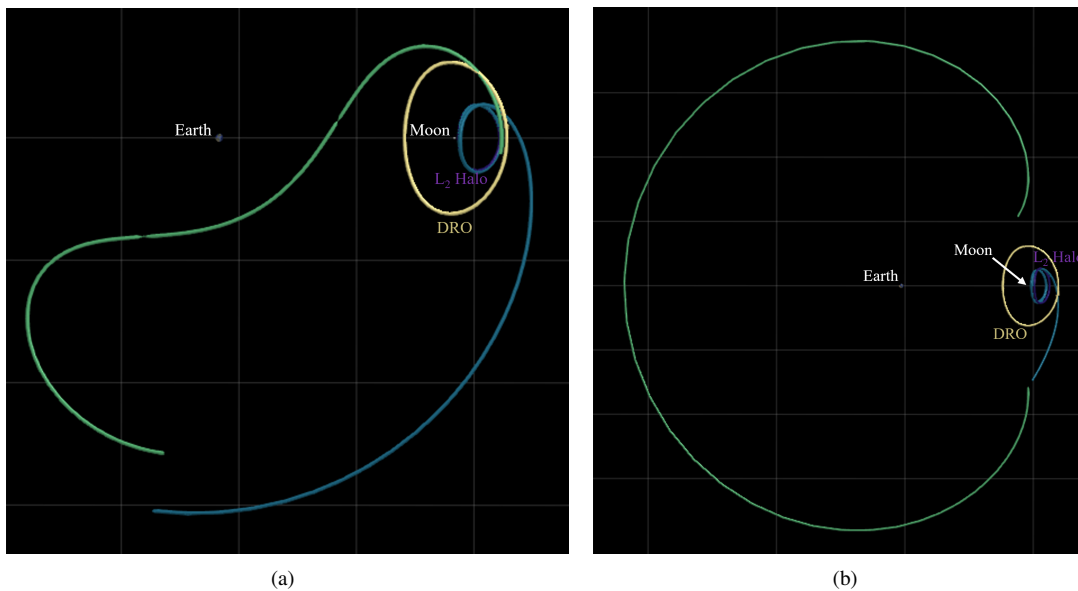 Earth
Moon
L₂ Halo
DRO
(a)
Moon
L₂ Halo
Earth
DRO
(b)